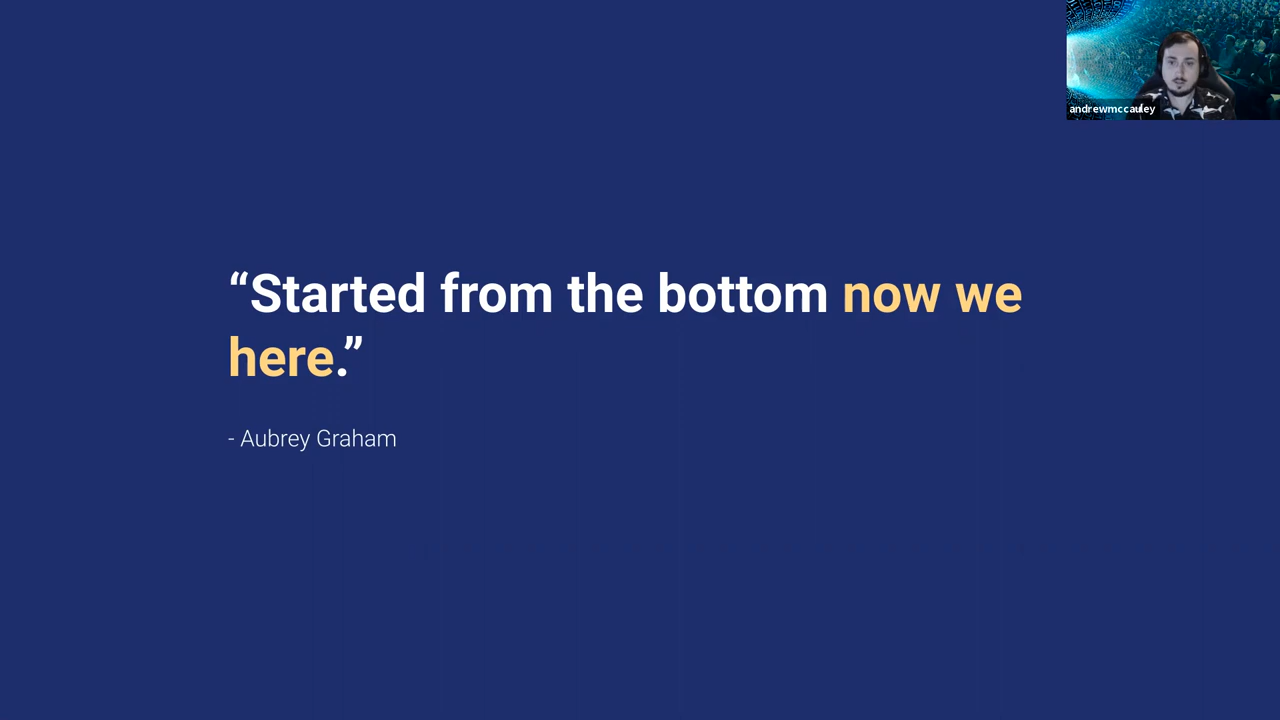 andrewmccauley
“Started from the bottom now we
here.”
- Aubrey Graham